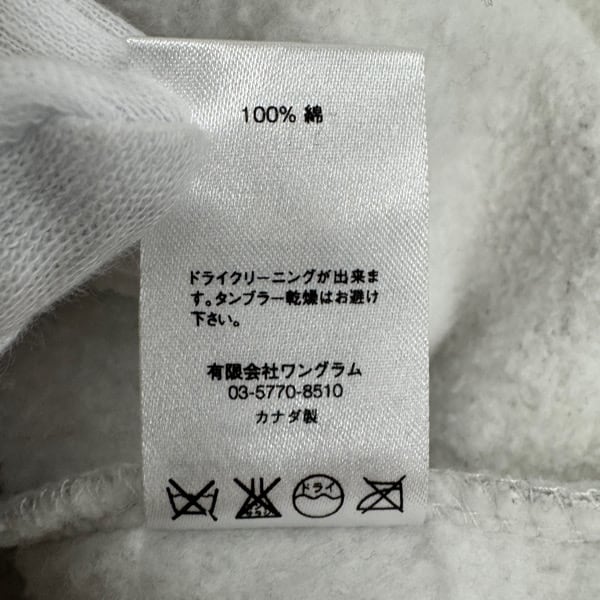 100% 綿
ドライクリーニングが出来ま
す。タンブラー乾燥はお避け
下さい。
有限会社ワングラム
03-5770-8510
カナダ製
ドライ